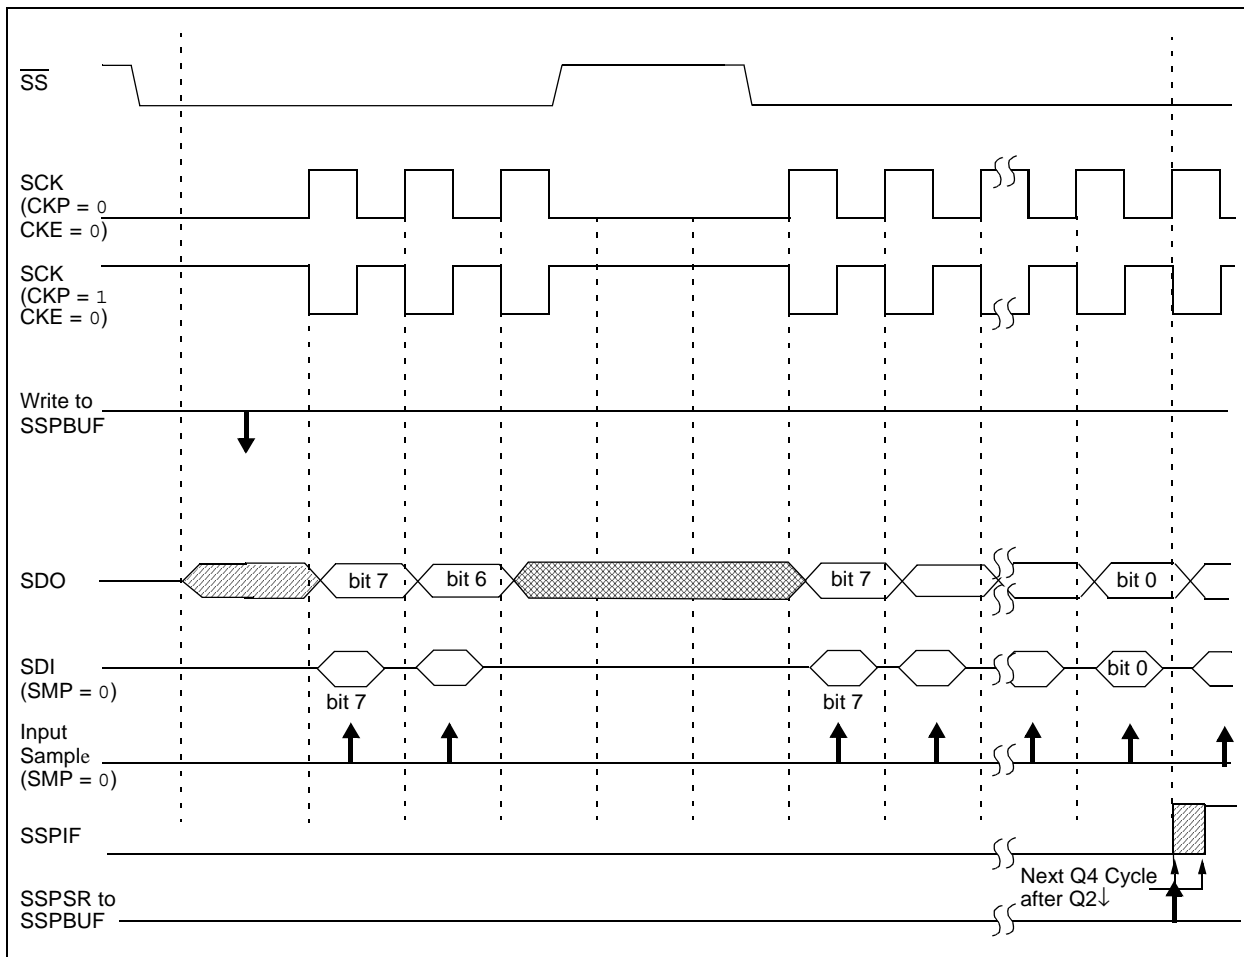 SS
SCK
(CKP = 0
CKE = 0)
SCK
(CKP = 1
CKE = 0)
Write to
SSPBUF
SDO
bit 7
bit 6
bit 7
bit 0
SDI
(SMP = 0)
bit 7
bit 7
bit 0
Input
Sample
(SMP = 0)
SSPIF
Next Q4 Cycle
after Q2↓
SSPSR to
SSPBUF